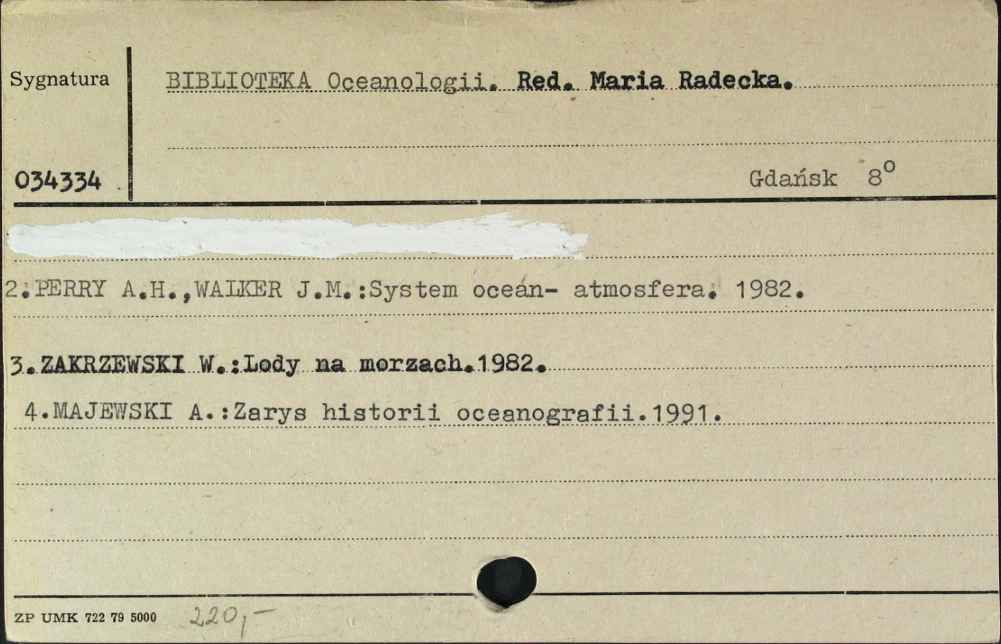 Sygnatura
BIBLIOTEKA Oceanologii. Red. Maria Radecka.
034334
Gdańsk 8°
2.PERRY A.H.,WALKER J.M.:System oceán- atmosfera. 1982.
3.ZAKRZEWSKI W.:Lody na morzach.1982.
4.MAJEWSKI A.:Zarys historii oceanografii.1991.
ZP UMK 722 79 5000 220,-